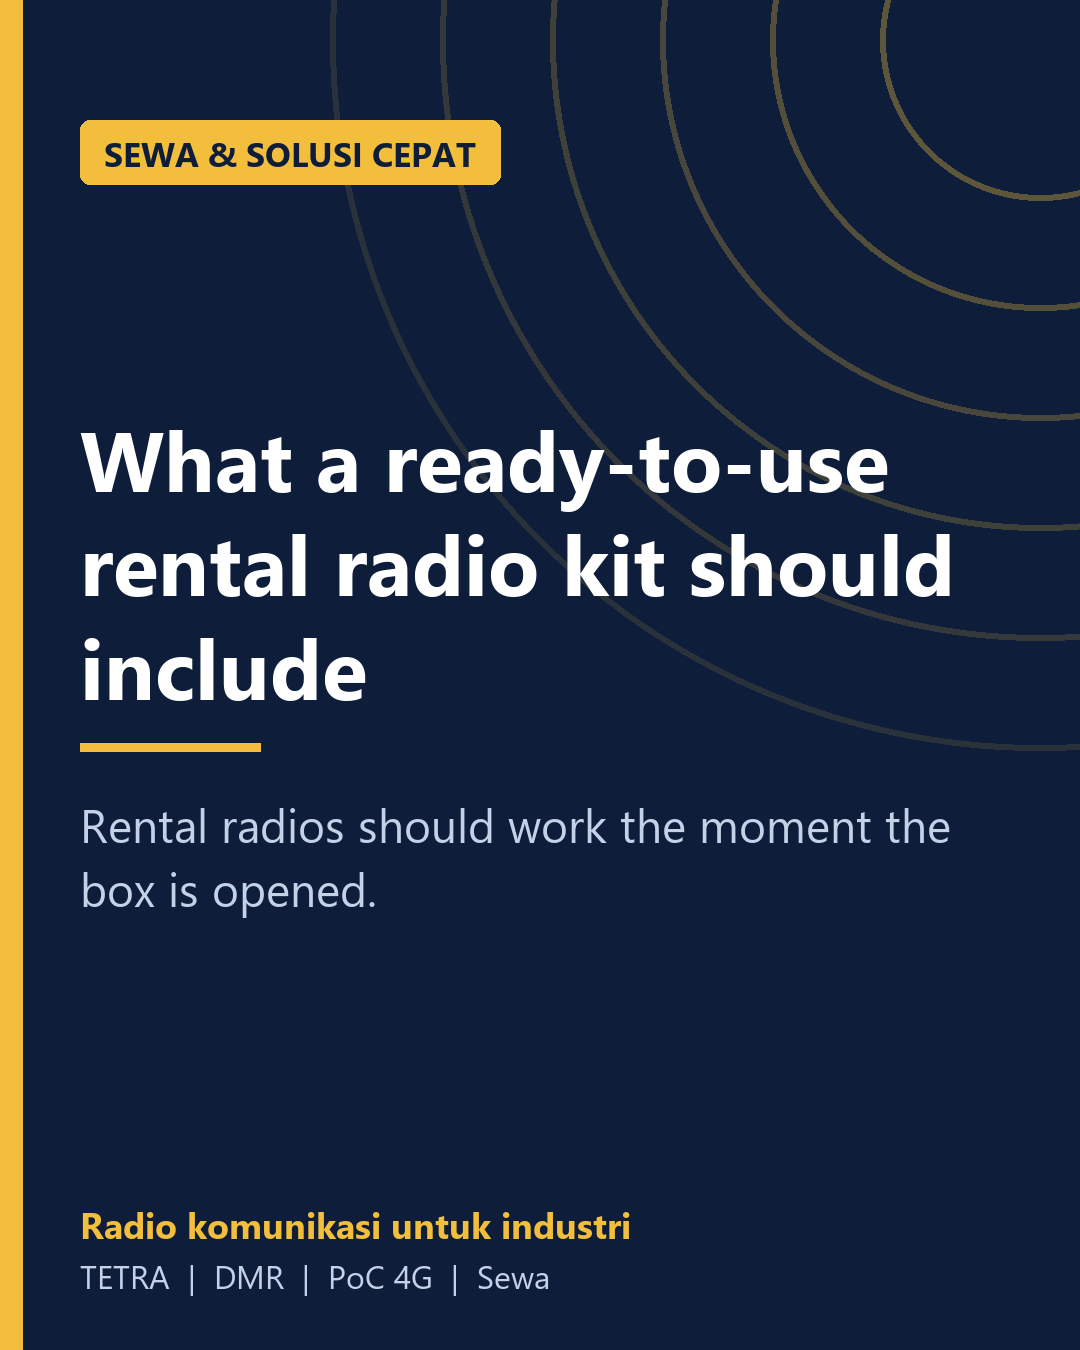 SEWA & SOLUSI CEPAT
What a ready-to-use
rental radio kit should
include
Rental radios should work the moment the
box is opened.
Radio komunikasi untuk industri
TETRA | DMR | PoC 4G | Sewa